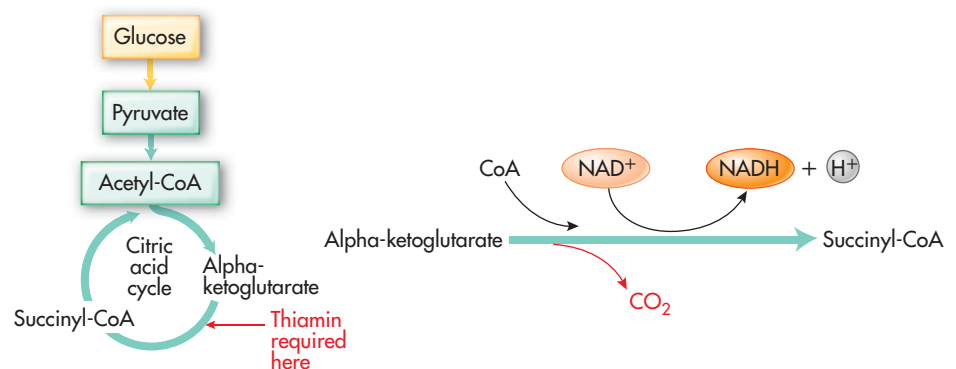 Glucose
Pyruvate
Acetyl-CoA
Citric
acid
cycle
Alpha-
ketoglutarate
Succinyl-CoA
Thiamin
required
here
CoA
NAD+
NADH + H+
Alpha-ketoglutarate
Succinyl-CoA
CO2